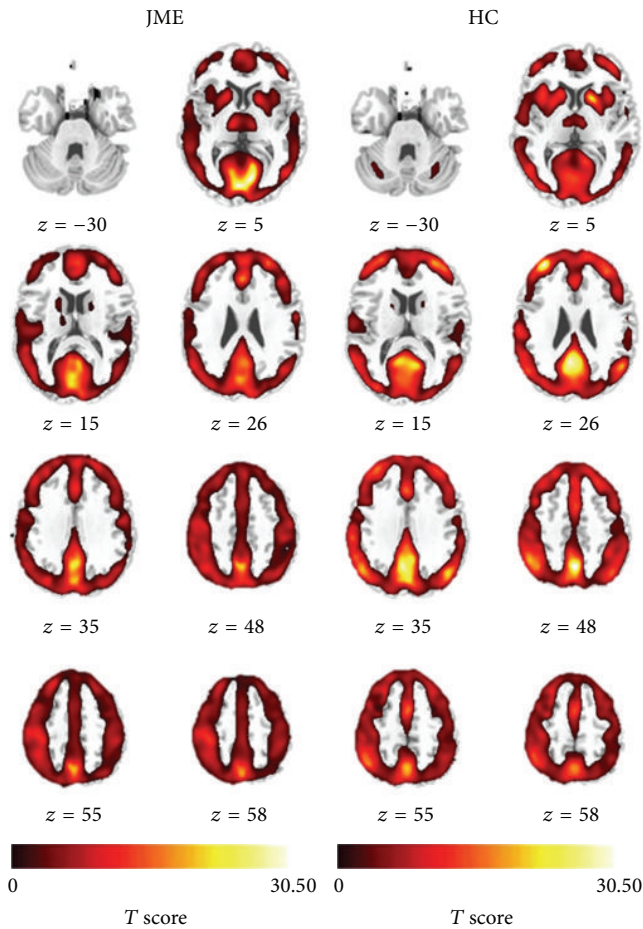 JME HC
z = −30 z = 5 z = −30 z = 5
z = 15 z = 26 z = 15 z = 26
z = 35 z = 48 z = 35 z = 48
z = 55 z = 58 z = 55 z = 58
0 30.50 0 30.50
T score T score